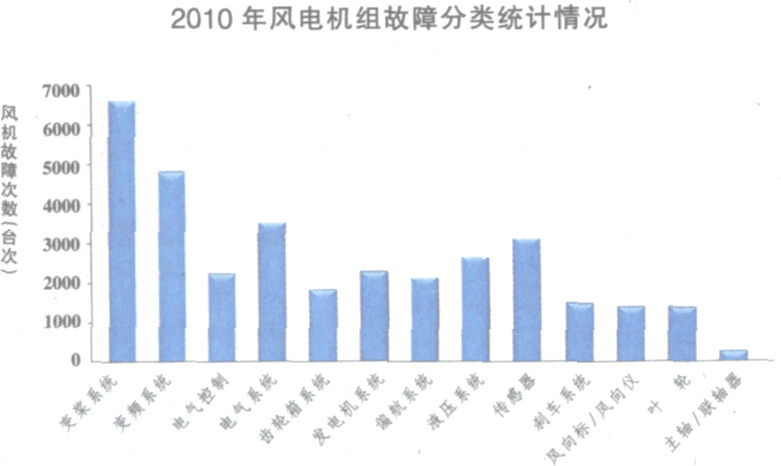 2010 年风电机组故障分类统计情况
风机故障次数(台次)
7000
6000
5000
4000
3000
2000
1000
0
变桨系统
变频系统
电气控制
电气系统
齿轮箱系统
发电机系统
偏航系统
液压系统
传感器
刹车系统
风向标/风向仪
叶 轮
主轴/联轴器